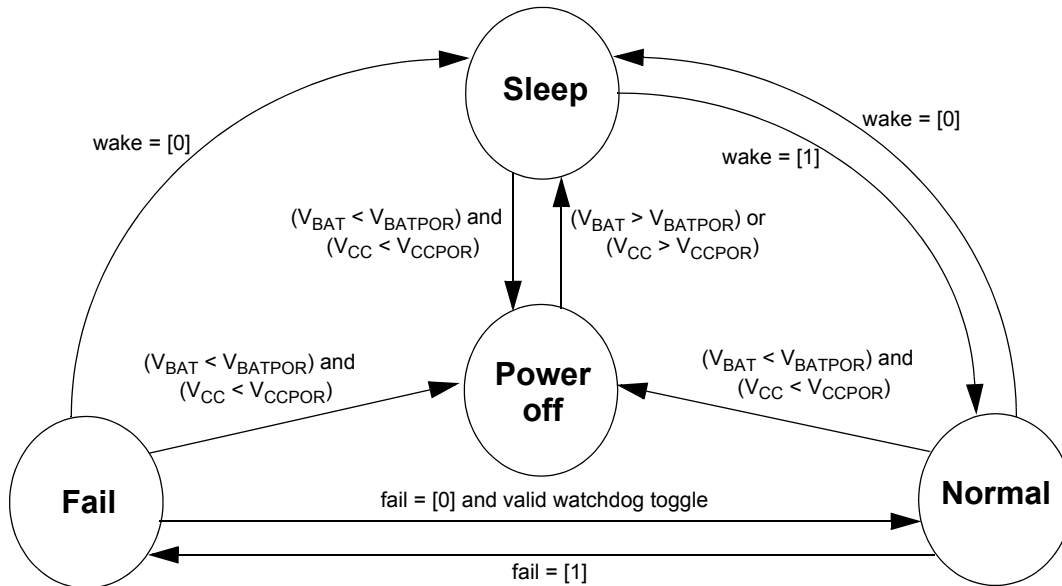 Sleep
wake = [0]
wake = [0]
wake = [1]
(VBAT < VBATPOR) and
(VCC < VCCPOR)
(VBAT > VBATPOR) or
(VCC > VCCPOR)
(VBAT < VBATPOR) and
(VCC < VCCPOR)
Power
off
(VBAT < VBATPOR) and
(VCC < VCCPOR)
Fail
fail = [0] and valid watchdog toggle
Normal
fail = [1]